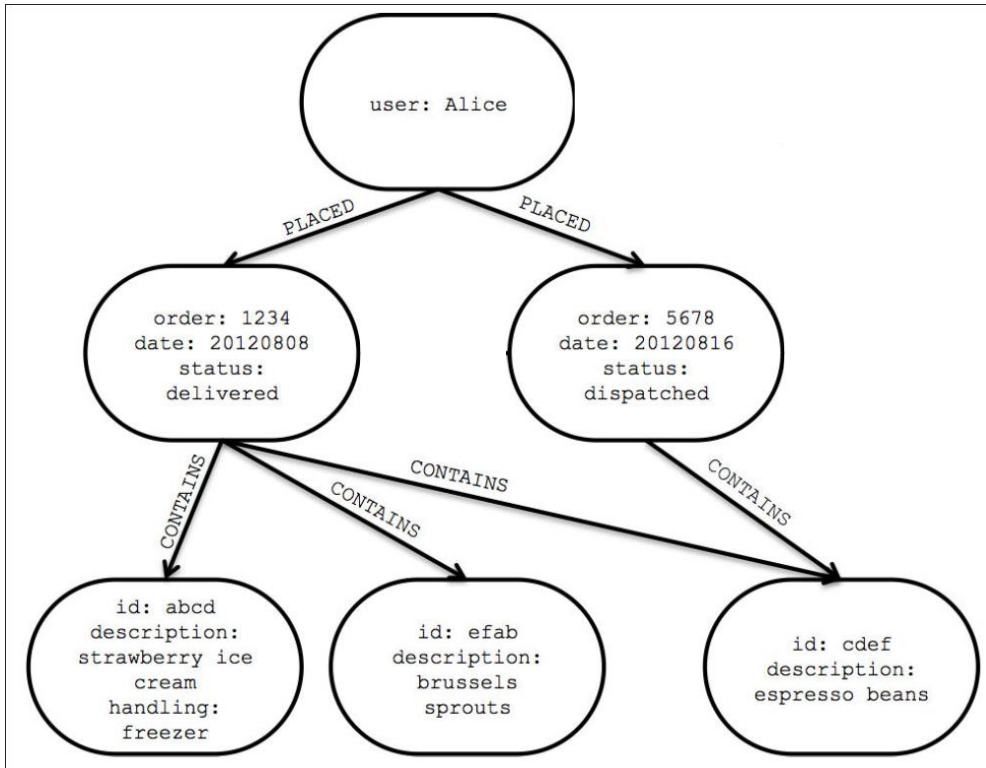 user: Alice
PLACED
PLACED
order: 1234
date: 20120808
status:
delivered
order: 5678
date: 20120816
status:
dispatched
CONTAINS
CONTAINS
CONTAINS
CONTAINS
id: abcd
description:
strawberry ice
cream
handling:
freezer
id: efab
description:
brussels
sprouts
id: cdef
description:
espresso beans